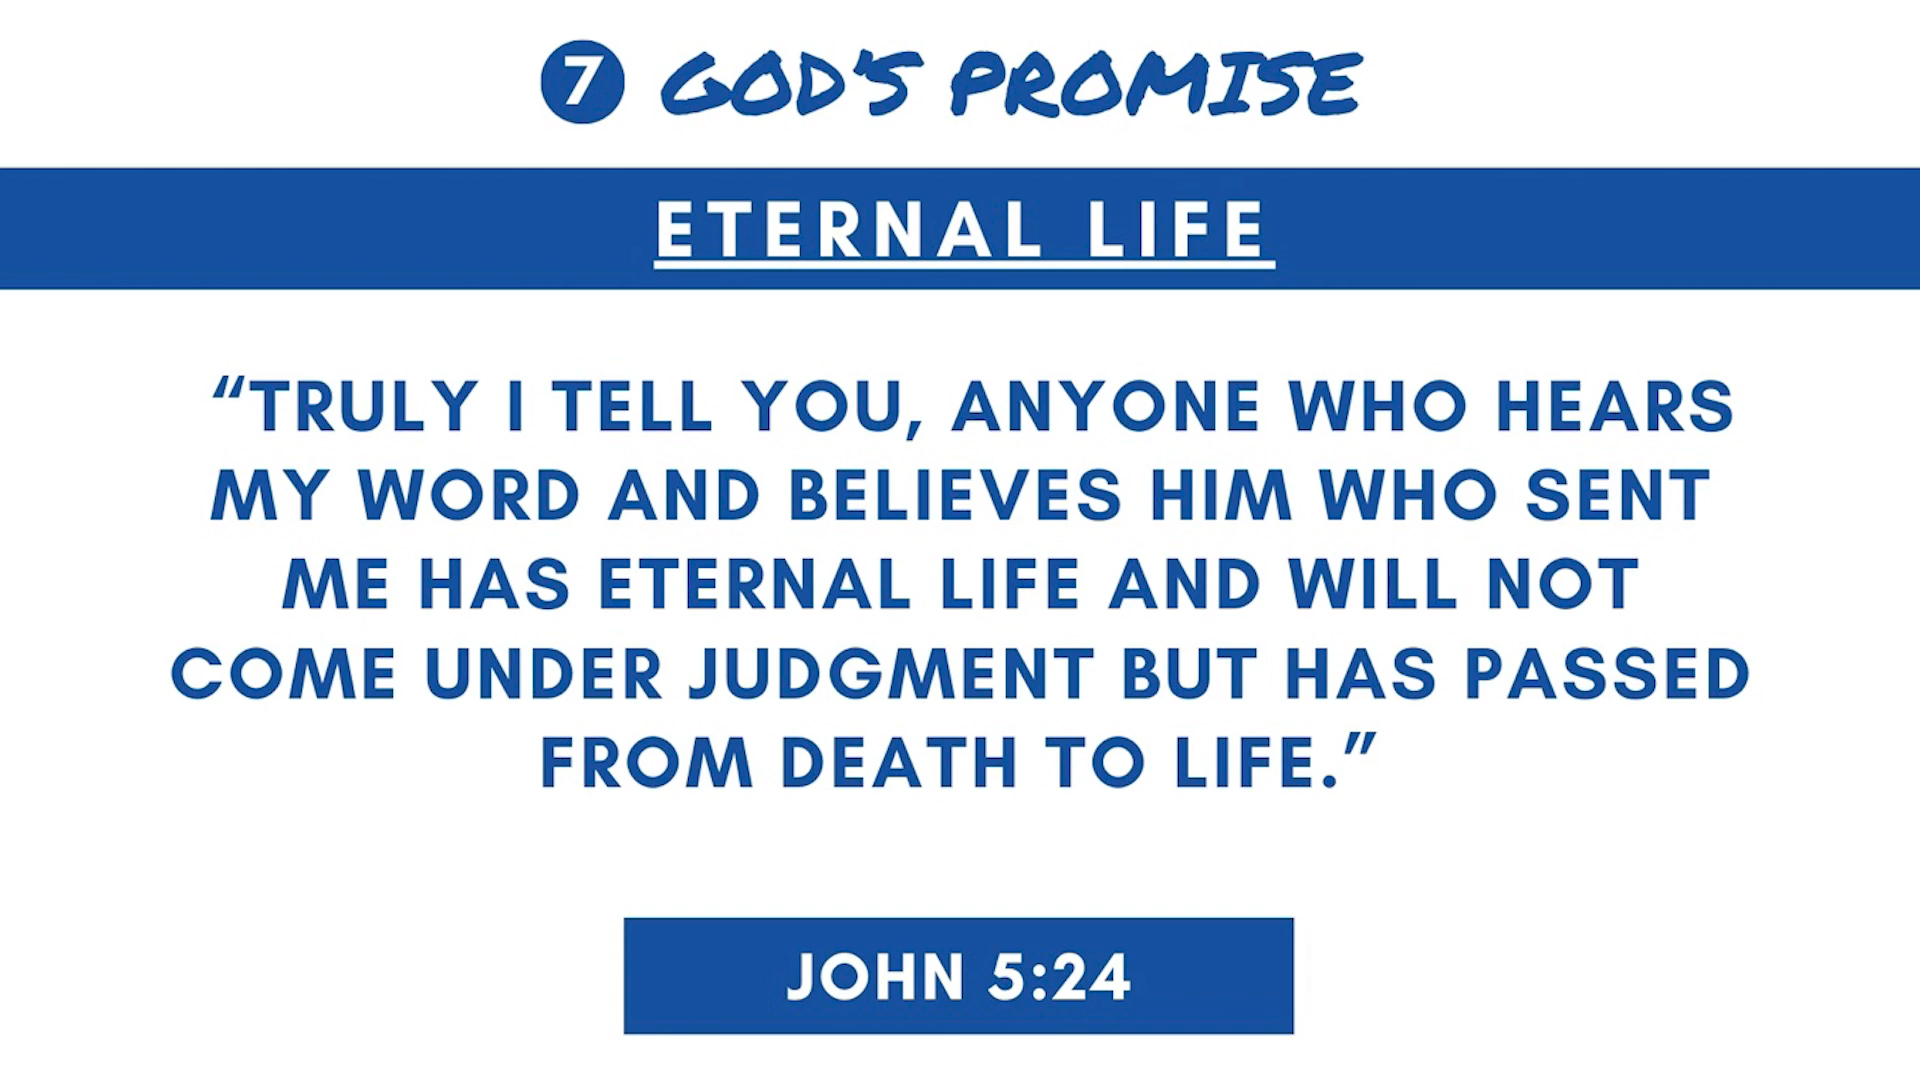 7 GOD'S PROMISE
ETERNAL LIFE
“TRULY I TELL YOU, ANYONE WHO HEARS
MY WORD AND BELIEVES HIM WHO SENT
ME HAS ETERNAL LIFE AND WILL NOT
COME UNDER JUDGMENT BUT HAS PASSED
FROM DEATH TO LIFE.”
JOHN 5:24